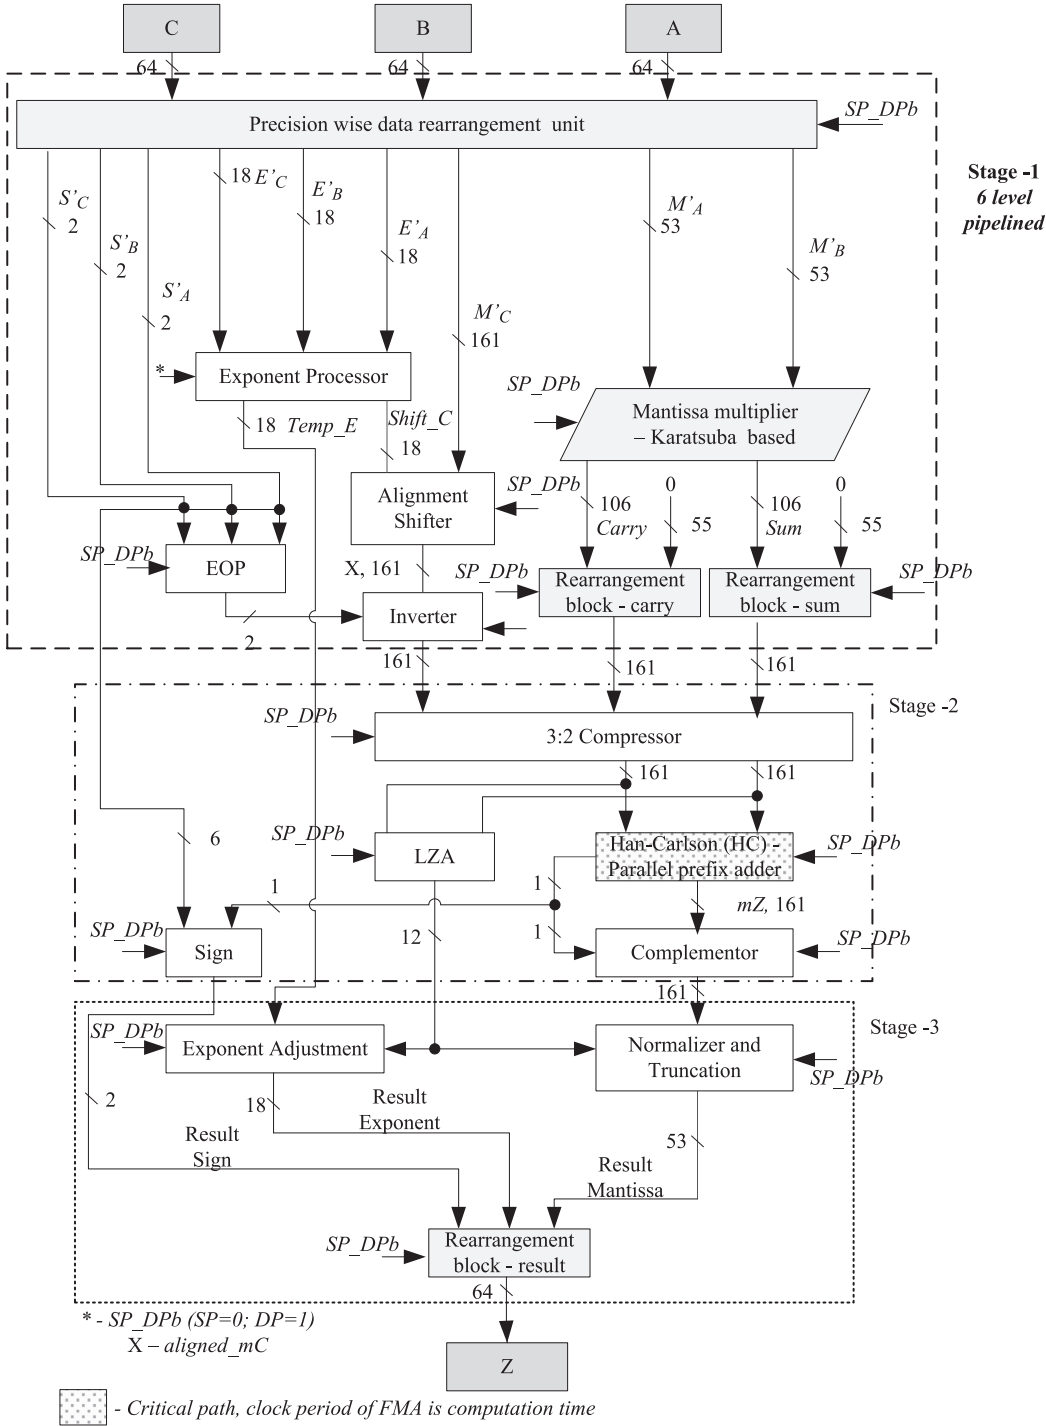 C
B
A
64
64
64
Precision wise data rearrangement unit
SP_DPb
Stage -1
6 level
pipelined
S'C
2
S'B
2
S'A
2
18 E'C
E'B
18
E'A
18
M'C
161
M'A
53
M'B
53
*
Exponent Processor
SP_DPb
Mantissa multiplier
– Karatsuba based
18 Temp_E
Shift_C
18
Alignment
Shifter
SP_DPb
106
Carry
0
55
106
Sum
0
55
SP_DPb
EOP
X, 161
SP_DPb
Rearrangement
block - carry
Rearrangement
block - sum
SP_DPb
2
Inverter
161
161
161
Stage -2
SP_DPb
3:2 Compressor
161
161
6
SP_DPb
LZA
Han-Carlson (HC) -
Parallel prefix adder
SP_DPb
1
1
mZ, 161
SP_DPb
Sign
12
1
Complementor
SP_DPb
161
Stage -3
SP_DPb
Exponent Adjustment
Normalizer and
Truncation
SP_DPb
2
18
Result
Exponent
Result
Sign
53
Result
Mantissa
SP_DPb
Rearrangement
block - result
64
* - SP_DPb (SP=0; DP=1)
X – aligned_mC
Z
- Critical path, clock period of FMA is computation time